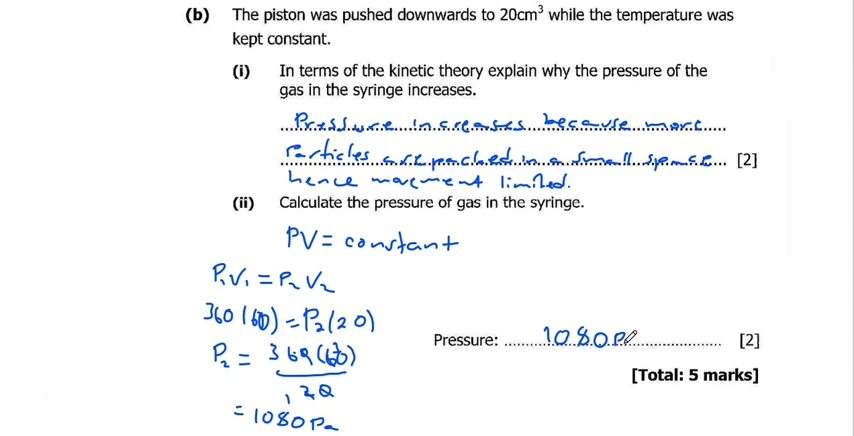 (b) The piston was pushed downwards to 20cm³ while the temperature was
kept constant.
(i) In terms of the kinetic theory explain why the pressure of the
gas in the syringe increases.
Pressure increases because more
Particles are packed in a small space [2]
hence movement limited.
(ii) Calculate the pressure of gas in the syringe.
PV = constant
P₁V₁ = P₂V₂
360(60) = P₂(20)
P₂ = 360(60)
20
= 1080 Pa
Pressure: 1080 Pa [2]
[Total: 5 marks]